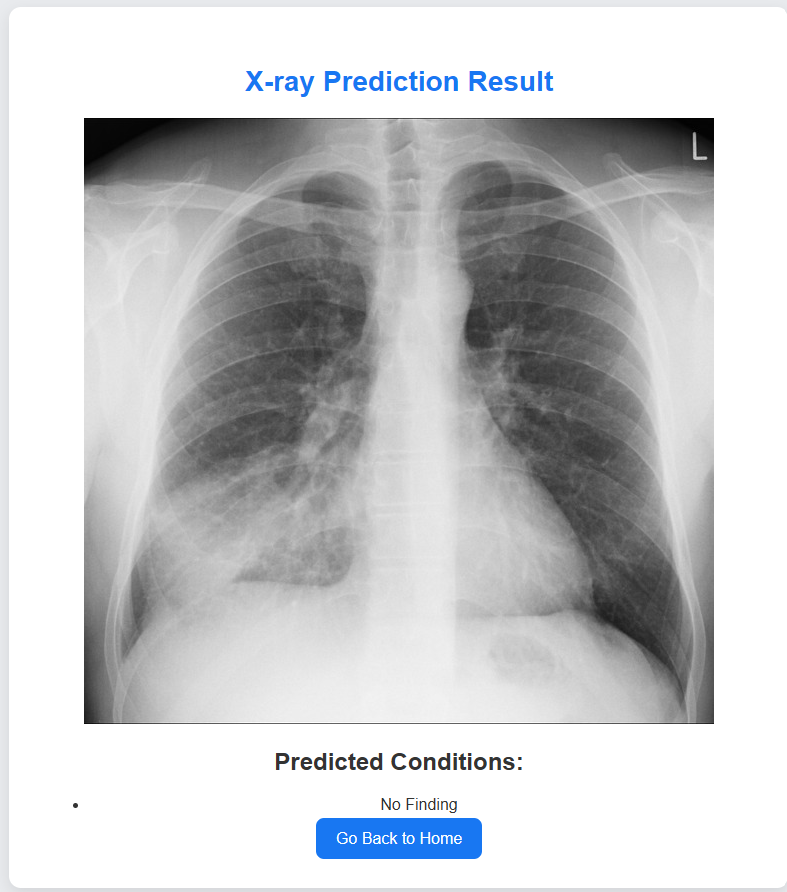 X-ray Prediction Result
L
Predicted Conditions:
No Finding
Go Back to Home